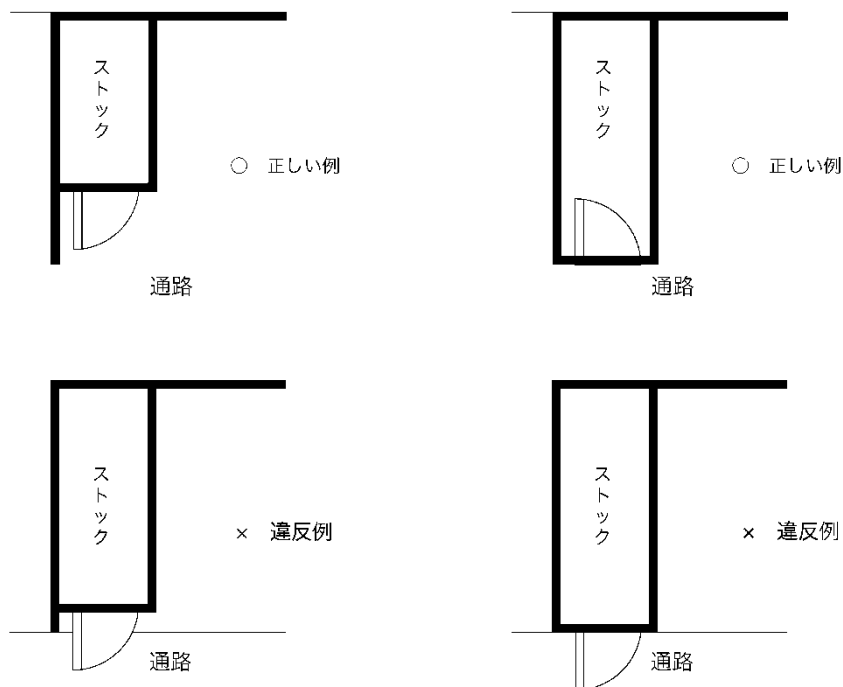 ストック
ストック
○ 正しい例
○ 正しい例
通路
通路
ストック
ストック
× 違反例
× 違反例
通路
通路